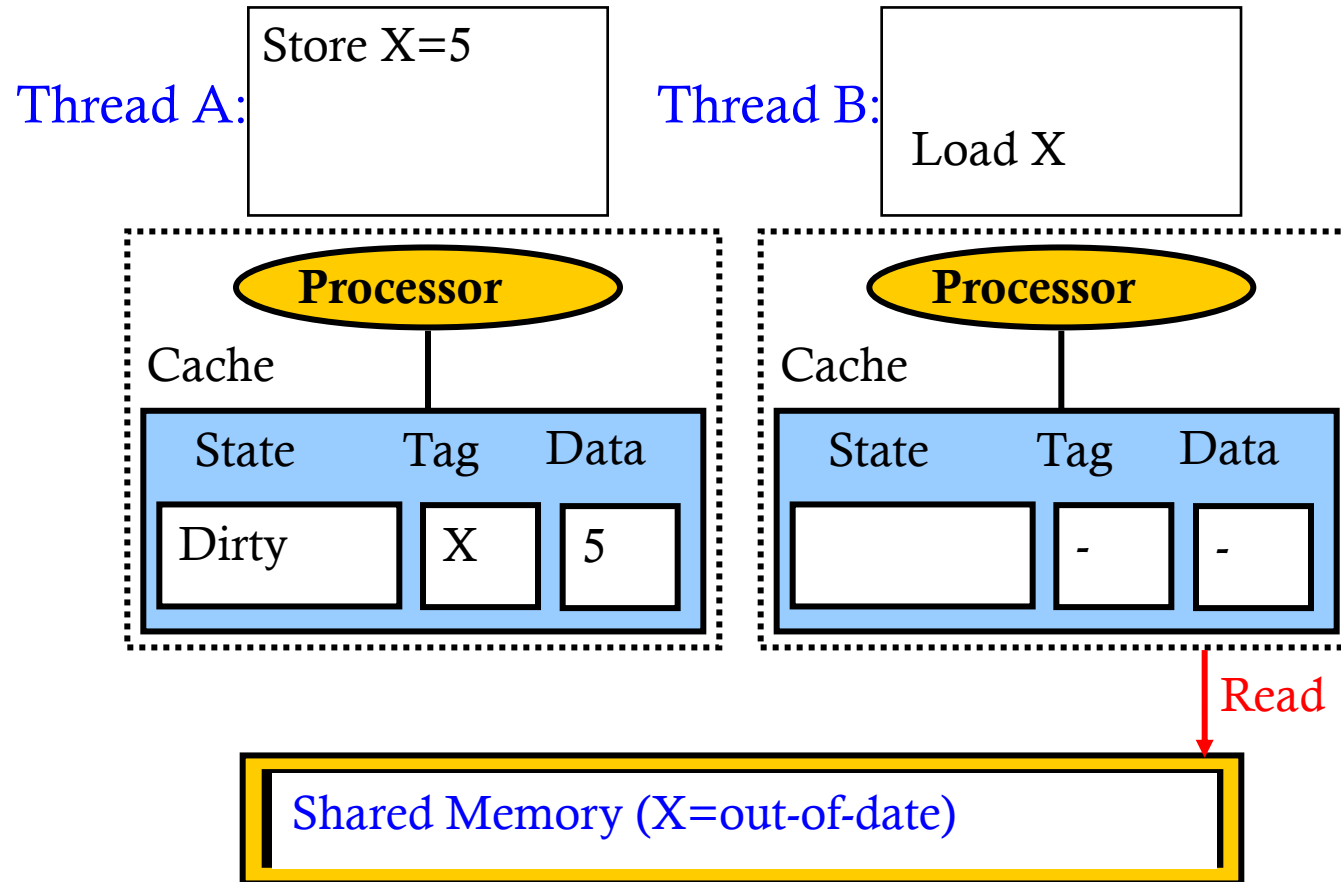 Thread A:
Store X=5
Thread B:
Load X
Processor
Cache
State Tag Data
Dirty X 5
Processor
Cache
State Tag Data
- -
Read
Shared Memory (X=out-of-date)